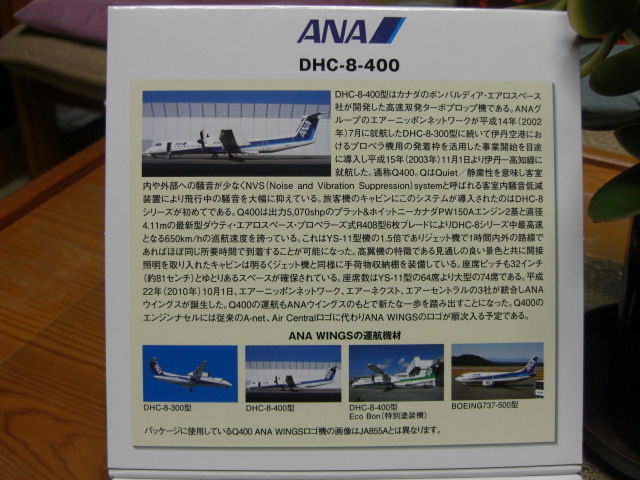 ANA
DHC-8-400
DHC-8-400型はカナダのボンバルディア・エアロスペース
社が開発した高速双発ターボプロップ機である。ANAグ
ループのエアーニッポンネットワークが平成14年(2002
年)7月に就航したDHC-8-300型に続いて伊丹空港にお
けるプロペラ機用の発着枠を活用した事業開始を目途
に導入し平成15年(2003年)11月1日より伊丹ー高知線に
就航した。通称Q400。QはQuiet／静粛性を意味し客室
内や外部への騒音が少なくNVS(Noise and Vibration Suppression)systemと呼ばれる客室内騒音低減
装置により飛行中の騒音を大幅に抑えている。旅客機のキャビンにこのシステムが導入されたのはDHC-8
シリーズが初めてである。Q400は出力5,070shpのプラット&ホイットニーカナダPW150Aエンジン2基と直径
4.11mの最新型ダウティ・エアロスペース・プロペラーズ式R408型6枚ブレードによりDHC-8シリーズ中最高速
となる650km/hの巡航速度を誇っている。これはYS-11型機の1.5倍でありジェット機で1時間内外の路線で
あればほぼ同じ所要時間で到着することが可能になった。高翼機の特徴である見通しの良い景色と共に間接
照明を取り入れたキャビンは明るくジェット機と同様に手荷物収納棚を装備している。座席ピッチも32インチ
(約81センチ)とゆとりあるスペースが確保されている。座席数はYS-11型の64席より大型の74席である。平成
22年(2010年)10月1日、エアーニッポンネットワーク、エアーネクスト、エアーセントラルの3社が統合しANA
ウイングスが誕生した。Q400の運航もANAウイングスのもとで新たな一歩を踏み出すことになった。Q400の
エンジンナセルには従来のA-net、Air Centralロゴに代わりANA WINGSのロゴが順次入る予定である。
ANA WINGSの運航機材
DHC-8-300型
DHC-8-400型
DHC-8-400型
Eco Bon(特別塗装機)
BOEING737-500型
パッケージに使用しているQ400 ANA WINGSロゴ機の画像はJA855Aとは異なります。